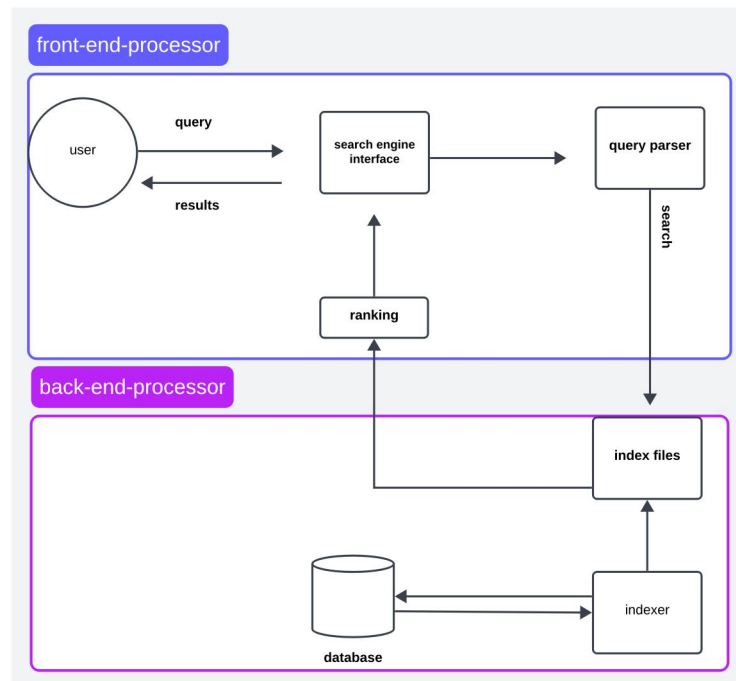 front-end-processor
user
query
results
search engine
interface
query parser
search
ranking
back-end-processor
index files
indexer
database